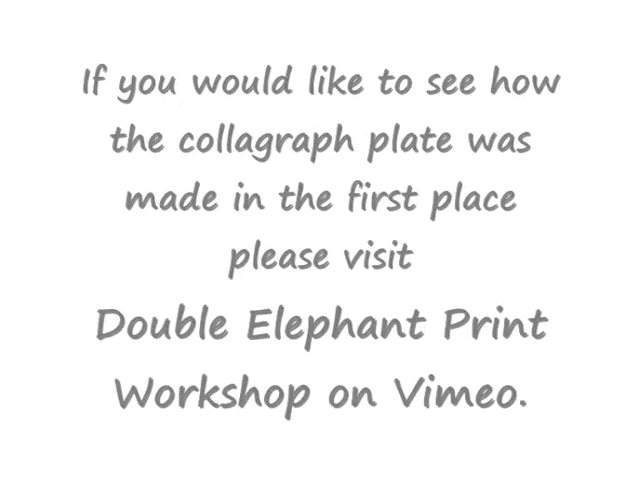 If you would like to see how
the collagraph plate was
made in the first place
please visit
Double Elephant Print
Workshop on Vimeo.